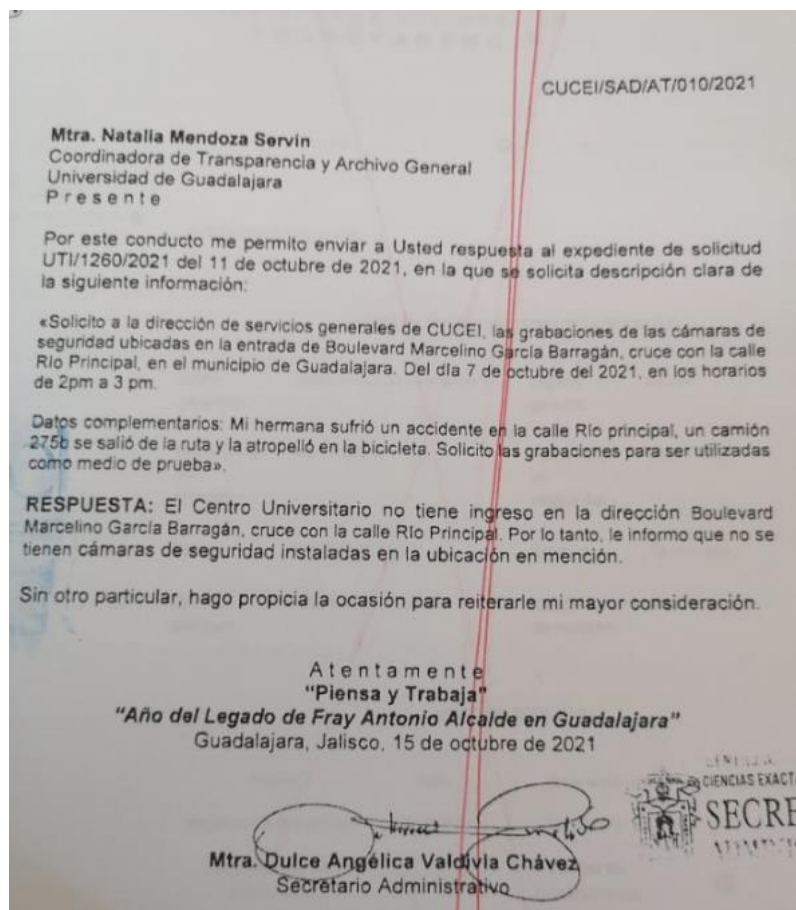 CUCEI/SAD/AT/010/2021
Mtra. Natalia Mendoza Servin
Coordinadora de Transparencia y Archivo General
Universidad de Guadalajara
P r e s e n t e
Por este conducto me permito enviar a Usted respuesta al expediente de solicitud
UTI/1260/2021 del 11 de octubre de 2021, en la que se solicita descripción clara de
la siguiente información:
«Solicito a la dirección de servicios generales de CUCEI, las grabaciones de las cámaras de
seguridad ubicadas en la entrada de Boulevard Marcelino García Barragán, cruce con la calle
Río Principal, en el municipio de Guadalajara. Del día 7 de octubre del 2021, en los horarios
de 2pm a 3 pm.
Datos complementarios: Mi hermana sufrió un accidente en la calle Río principal, un camión
275b se salió de la ruta y la atropelló en la bicicleta. Solicito las grabaciones para ser utilizadas
como medio de prueba».
RESPUESTA: El Centro Universitario no tiene ingreso en la dirección Boulevard
Marcelino García Barragán, cruce con la calle Río Principal. Por lo tanto, le informo que no se
tienen cámaras de seguridad instaladas en la ubicación en mención.
Sin otro particular, hago propicia la ocasión para reiterarle mi mayor consideración.
A t e n t a m e n t e
"Piensa y Trabaja"
"Año del Legado de Fray Antonio Alcalde en Guadalajara"
Guadalajara, Jalisco, 15 de octubre de 2021
CIENCIAS EXACT
SECRE
Mtra. Dulce Angélica Valdivia Chávez
Secretario Administrativo